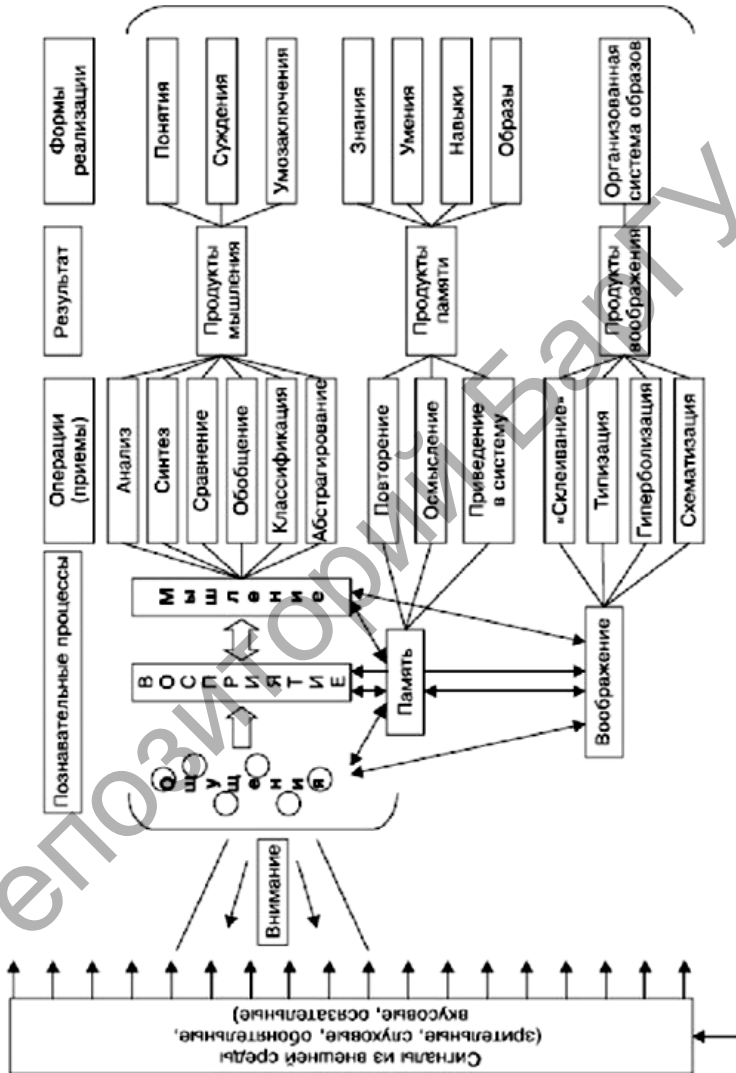 Познавательные процессы
Операции
(приемы)
Результат
Формы
реализации
Сигналы из внешней среды
(зрительные, слуховые, обонятельные,
вкусовые, осязательные)
Внимание
Ощущения
ВОСПРИЯТИЕ
Мышление
Память
Воображение
Анализ
Синтез
Сравнение
Обобщение
Классификация
Абстрагирование
Повторение
Осмысление
Приведение
в систему
«Склеивание»
Типизация
Гиперболизация
Схематизация
Продукты
мышления
Продукты
памяти
Продукты
воображения
Понятия
Суждения
Умозаключения
Знания
Умения
Навыки
Образы
Организованная
система образов
епозиторий БарГУ